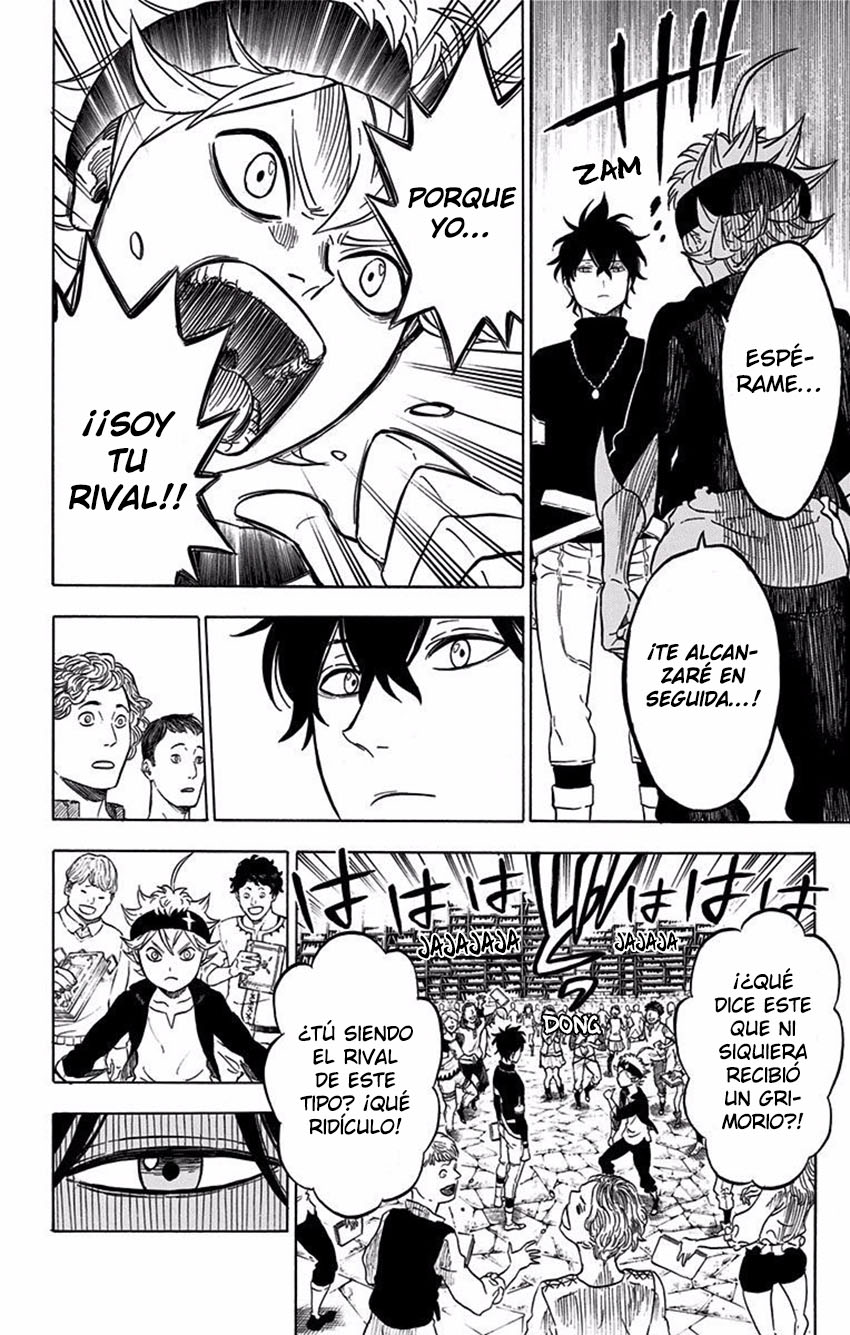 ZAM
ESPÉ-
RAME...
¡TE ALCAN-
ZARÉ EN
SEGUIDA...!
PORQUE
YO...
¡¡SOY
TU
RIVAL!!
はははははは
JAJAJAJA
JAJAJA
DONG
¡¿QUÉ
DICE ESTE
QUE NI
SIQUIERA
RECIBIÓ
UN GRI-
MORIO?!
¿TÚ SIENDO
EL RIVAL
DE ESTE
TIPO? ¡QUÉ
RIDÍCULO!